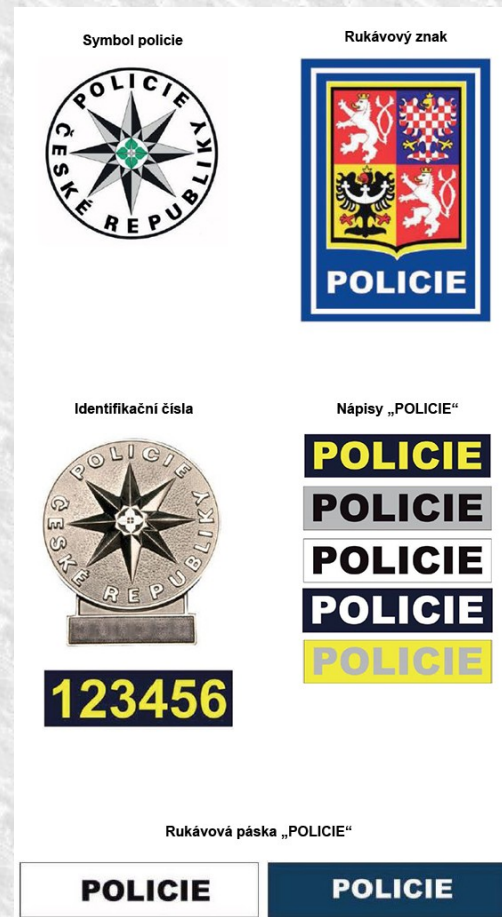 Symbol policie
Rukávový znak
POLICIE
ČESKÉ REPUBLIKY
POLICIE
Identifikační čísla
Nápisy „POLICIE“
POLICIE
ČESKÉ REPUBLIKY
123456
POLICIE
POLICIE
POLICIE
POLICIE
POLICIE
Rukávová páska „POLICIE“
POLICIE
POLICIE